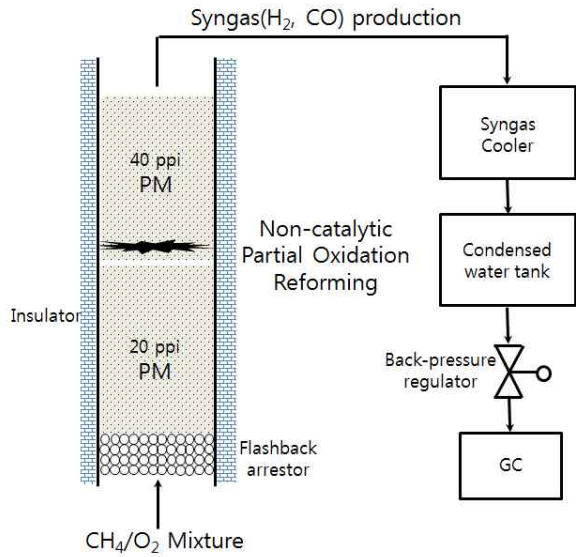 Syngas(H₂, CO) production
40 ppi
PM
Non-catalytic
Partial Oxidation
Reforming
Insulator
20 ppi
PM
Flashback
arrestor
CH₄/O₂ Mixture
Syngas
Cooler
Condensed
water tank
Back-pressure
regulator
GC